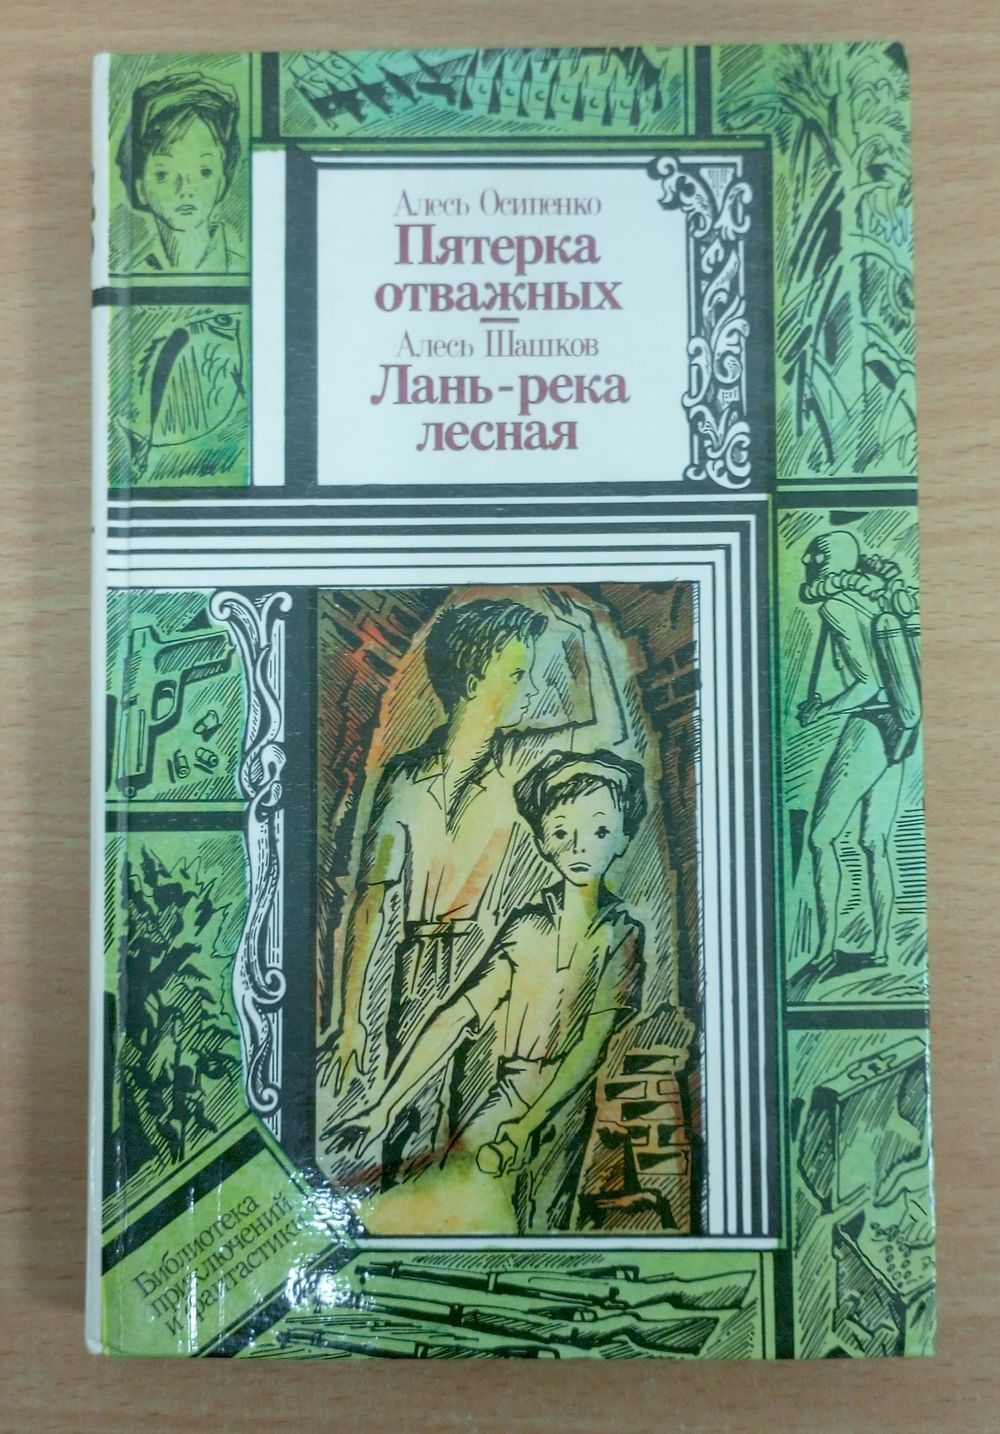 Алесь Осипенко
Пятерка
отважных
Алесь Шашков
Лань-река
лесная
Библиотека
приключений
и фантастики